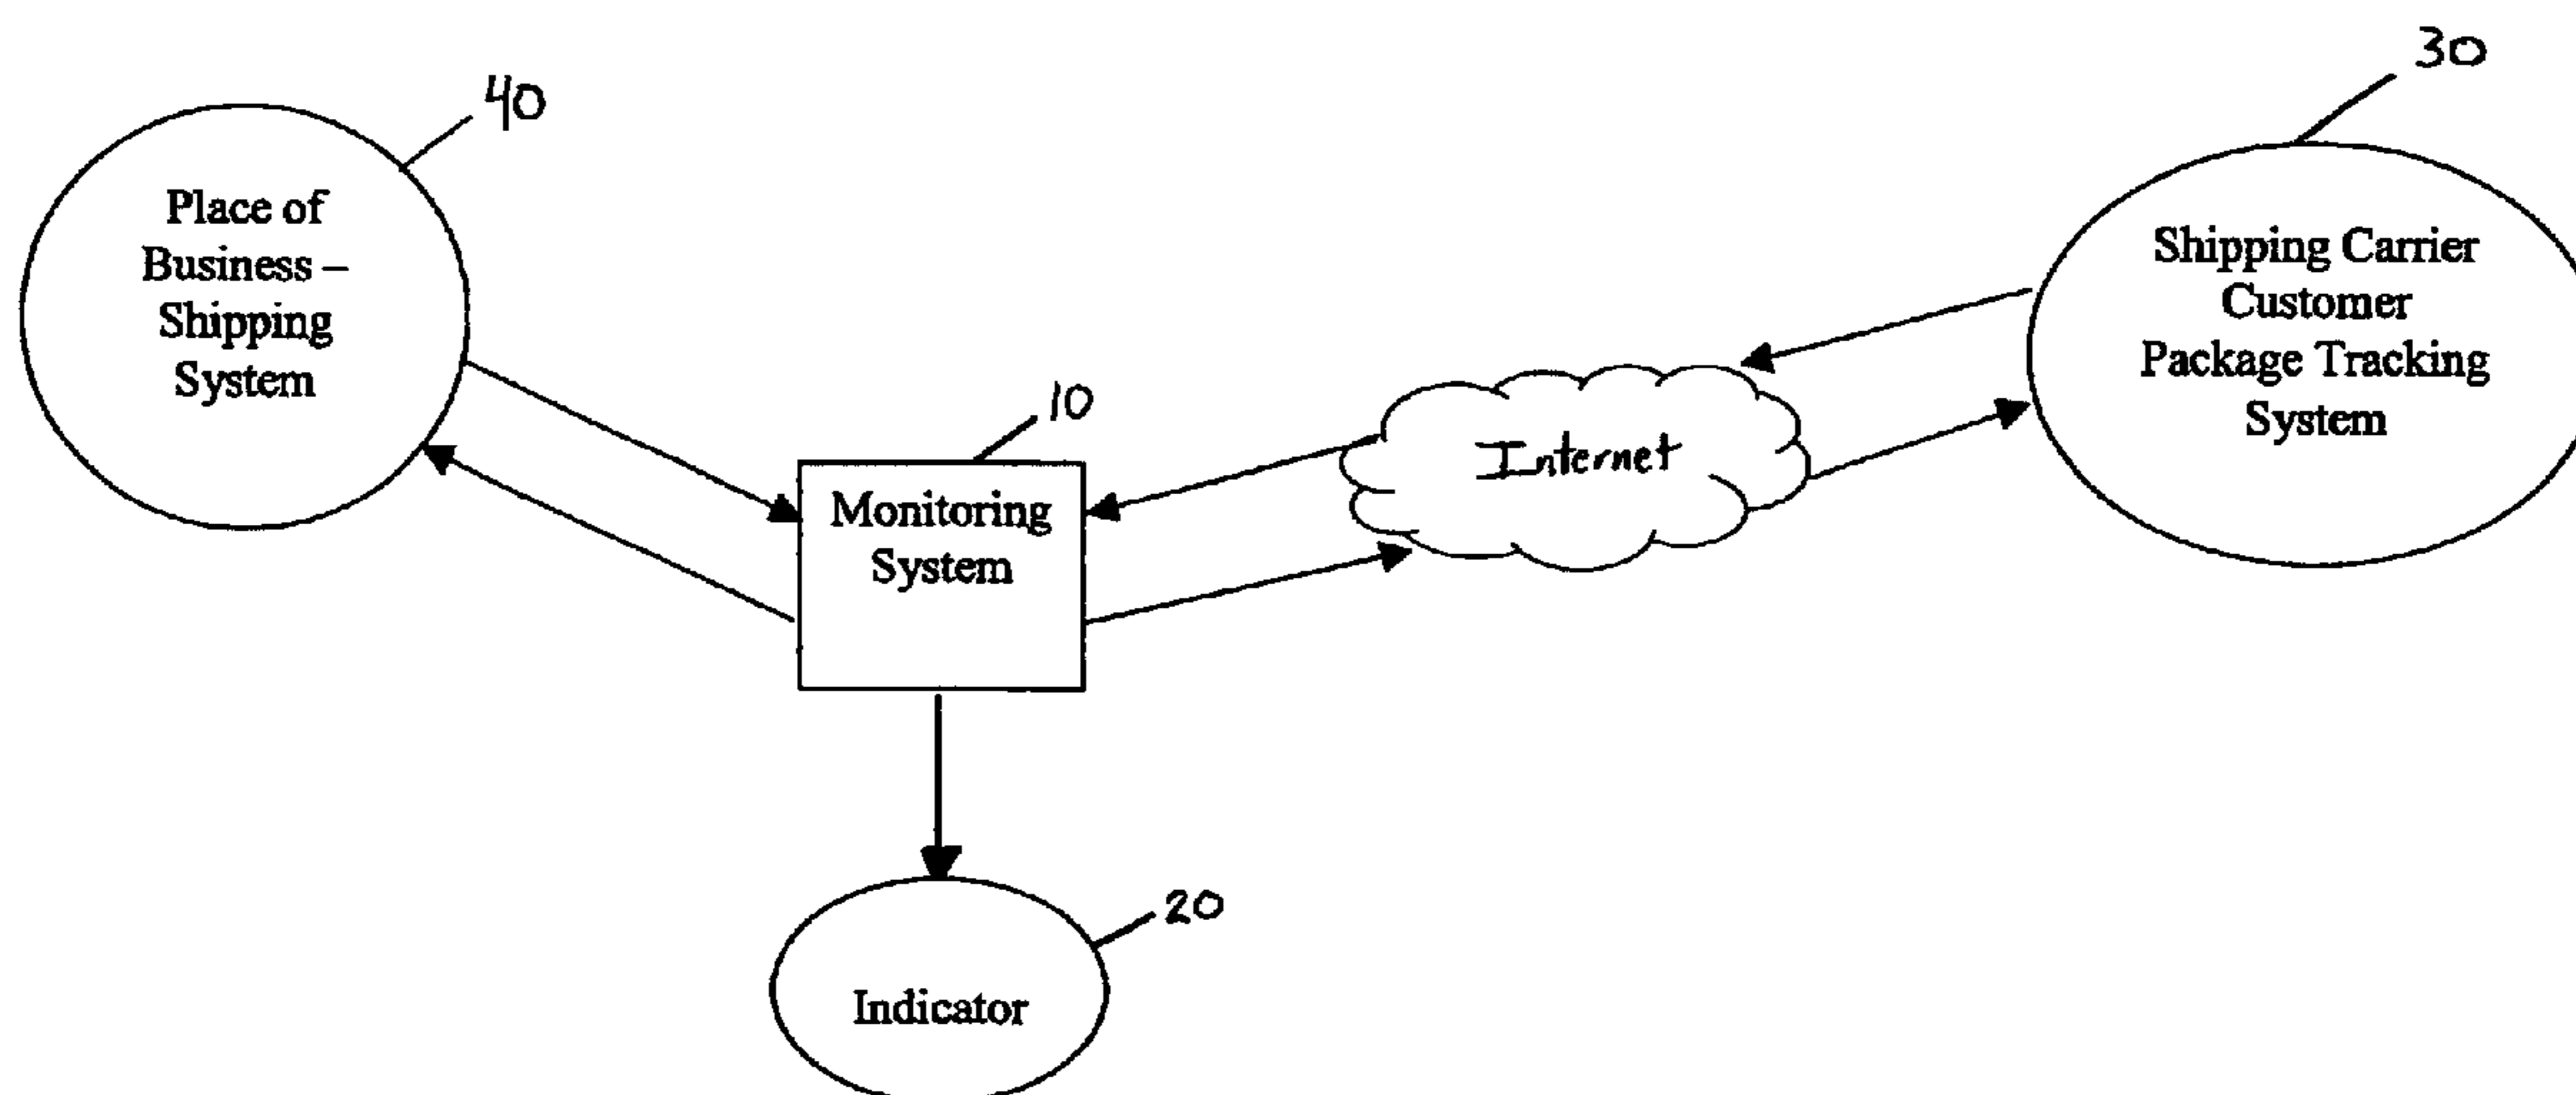 40
Place of
Business –
Shipping
System
30
Shipping Carrier
Customer
Package Tracking
System
10
Monitoring
System
Internet
20
Indicator